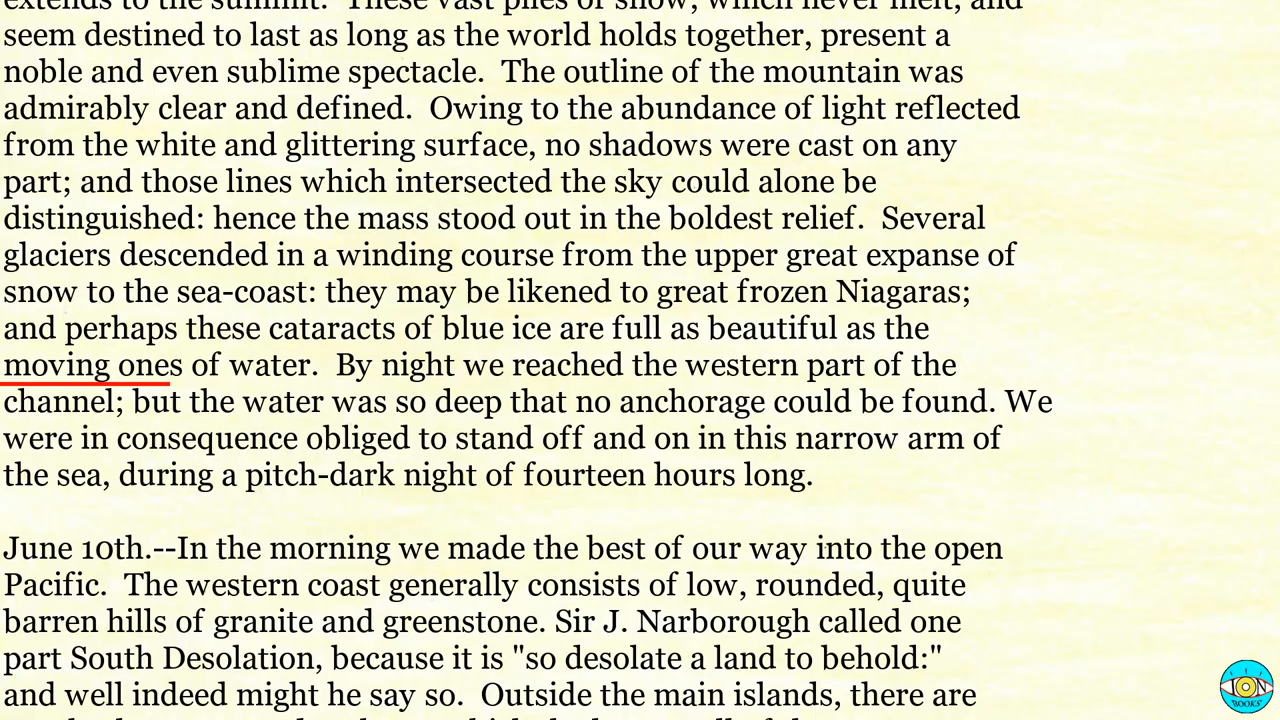 extends to the summit.  These vast piles of snow, which never melt, and
seem destined to last as long as the world holds together, present a
noble and even sublime spectacle.  The outline of the mountain was
admirably clear and defined.  Owing to the abundance of light reflected
from the white and glittering surface, no shadows were cast on any
part; and those lines which intersected the sky could alone be
distinguished: hence the mass stood out in the boldest relief.  Several
glaciers descended in a winding course from the upper great expanse of
snow to the sea-coast: they may be likened to great frozen Niagaras;
and perhaps these cataracts of blue ice are full as beautiful as the
moving ones of water.  By night we reached the western part of the
channel; but the water was so deep that no anchorage could be found. We
were in consequence obliged to stand off and on in this narrow arm of
the sea, during a pitch-dark night of fourteen hours long.
June 10th.--In the morning we made the best of our way into the open
Pacific.  The western coast generally consists of low, rounded, quite
barren hills of granite and greenstone. Sir J. Narborough called one
part South Desolation, because it is "so desolate a land to behold:"
and well indeed might he say so.  Outside the main islands, there are
ION
BOOKS